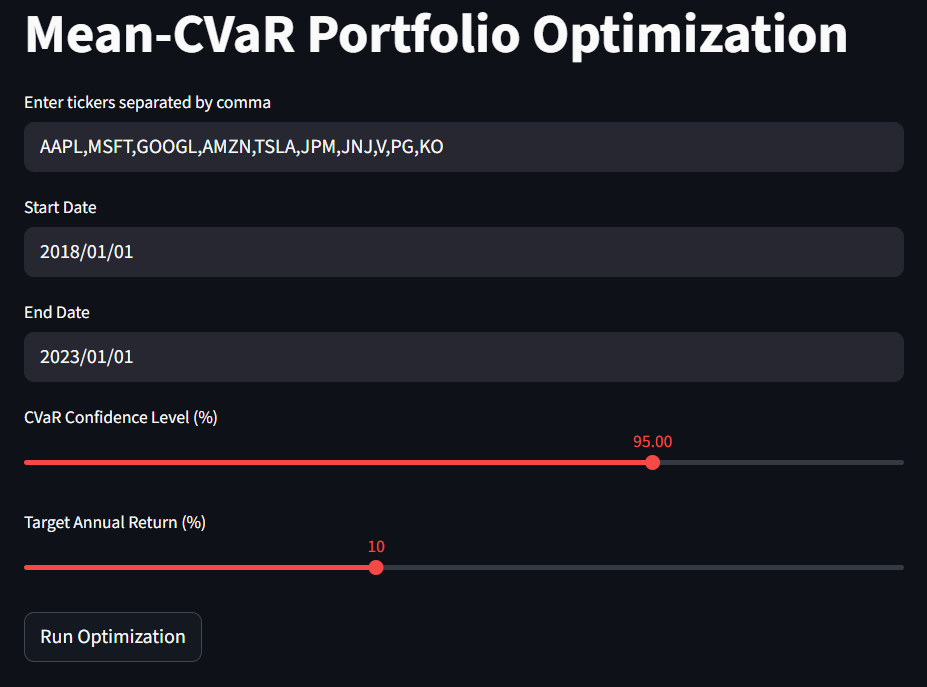 Mean-CVaR Portfolio Optimization
Enter tickers separated by comma
AAPL,MSFT,GOOGL,AMZN,TSLA,JPM,JNJ,V,PG,KO
Start Date
2018/01/01
End Date
2023/01/01
CVaR Confidence Level (%)
95.00
Target Annual Return (%)
10
Run Optimization